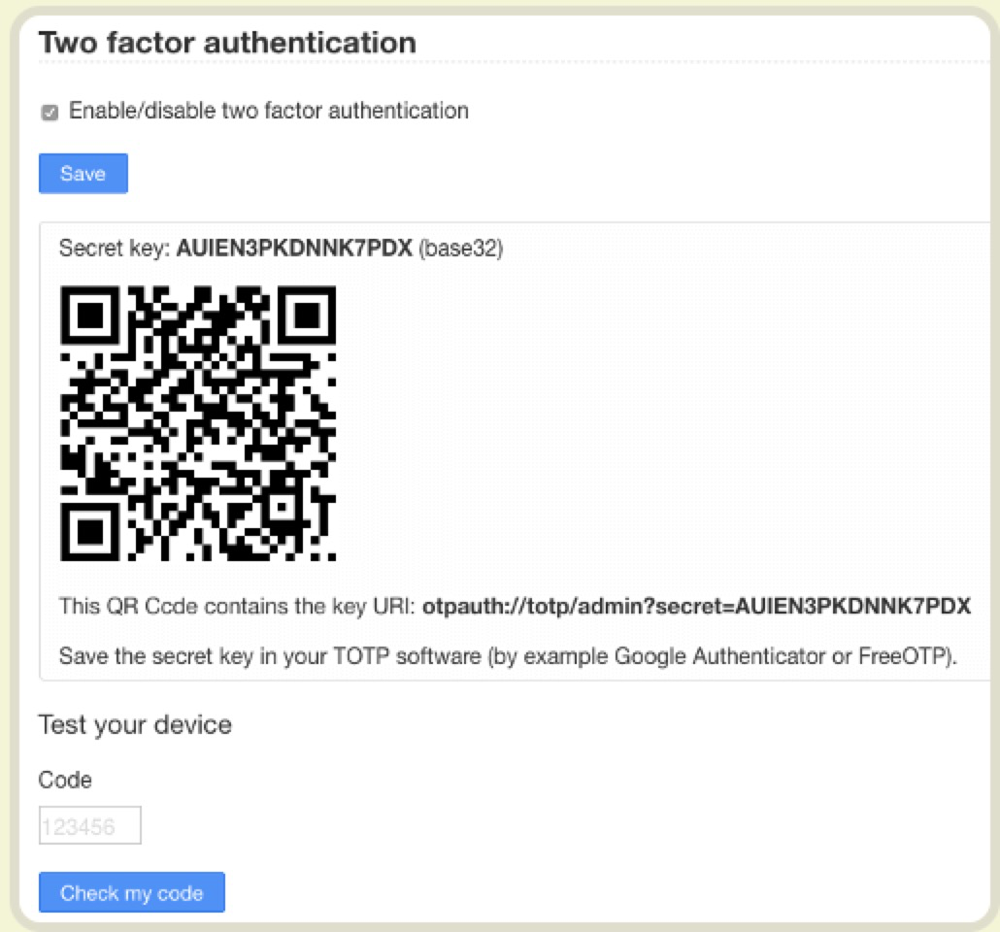 Two factor authentication
Enable/disable two factor authentication
Save
Secret key: AUIEN3PKDNNK7PDX (base32)
This QR Ccde contains the key URI: otpauth://totp/admin?secret=AUIEN3PKDNNK7PDX
Save the secret key in your TOTP software (by example Google Authenticator or FreeOTP).
Test your device
Code
123456
Check my code